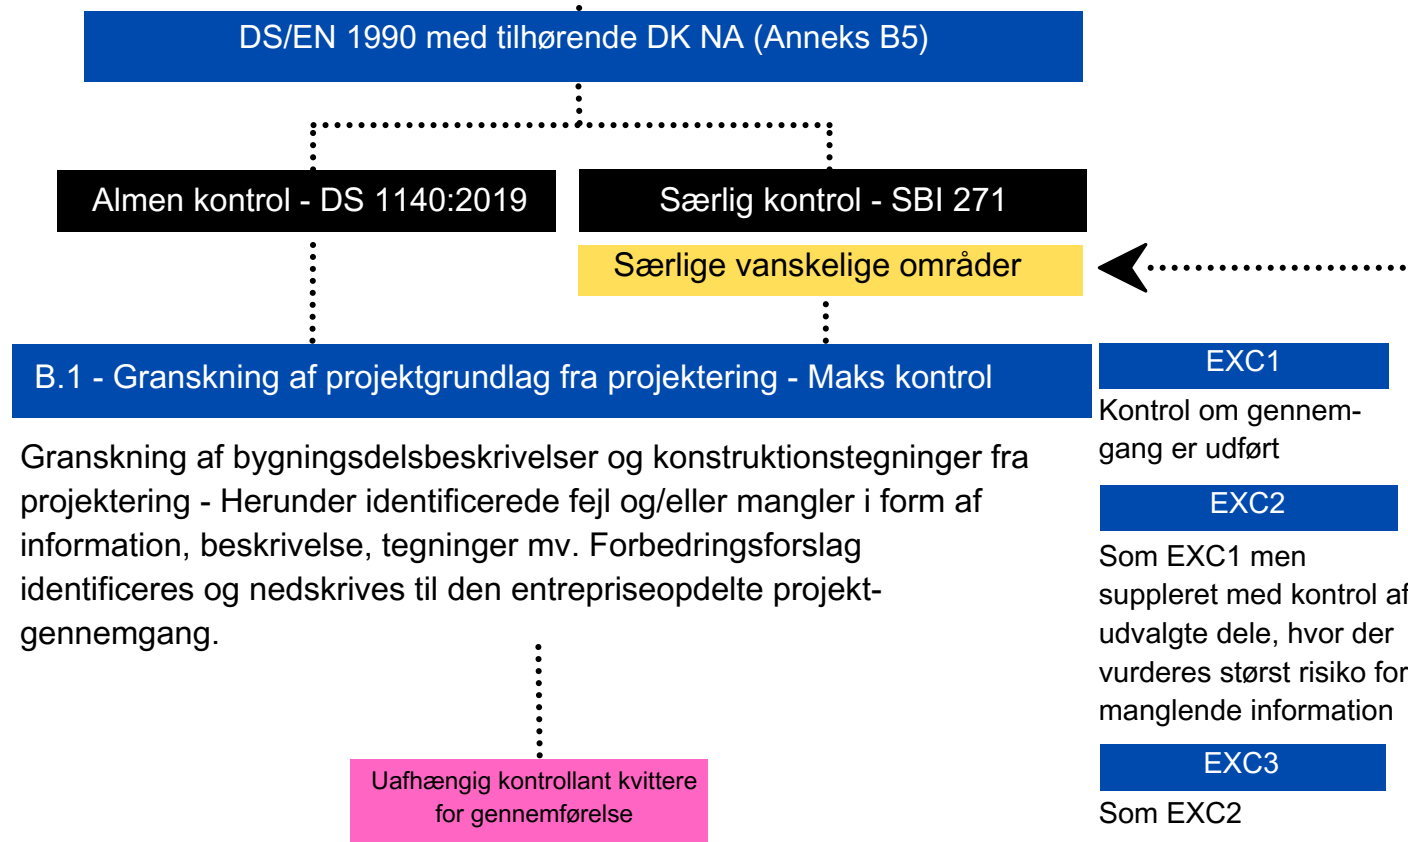 DS/EN 1990 med tilhørende DK NA (Anneks B5)
Almen kontrol - DS 1140:2019
Særlig kontrol - SBI 271
Særlige vanskelige områder
B.1 - Granskning af projektgrundlag fra projektering - Maks kontrol
Granskning af bygningsdelsbeskrivelser og konstruktionstegninger fra
projektering - Herunder identificerede fejl og/eller mangler i form af
information, beskrivelse, tegninger mv. Forbedringsforslag
identificeres og nedskrives til den entrepriseopdelte projekt-
gennemgang.
Uafhængig kontrollant kvittere
for gennemførelse
EXC1
Kontrol om gennem-
gang er udført
EXC2
Som EXC1 men
suppleret med kontrol af
udvalgte dele, hvor der
vurderes størst risiko for
manglende information
EXC3
Som EXC2